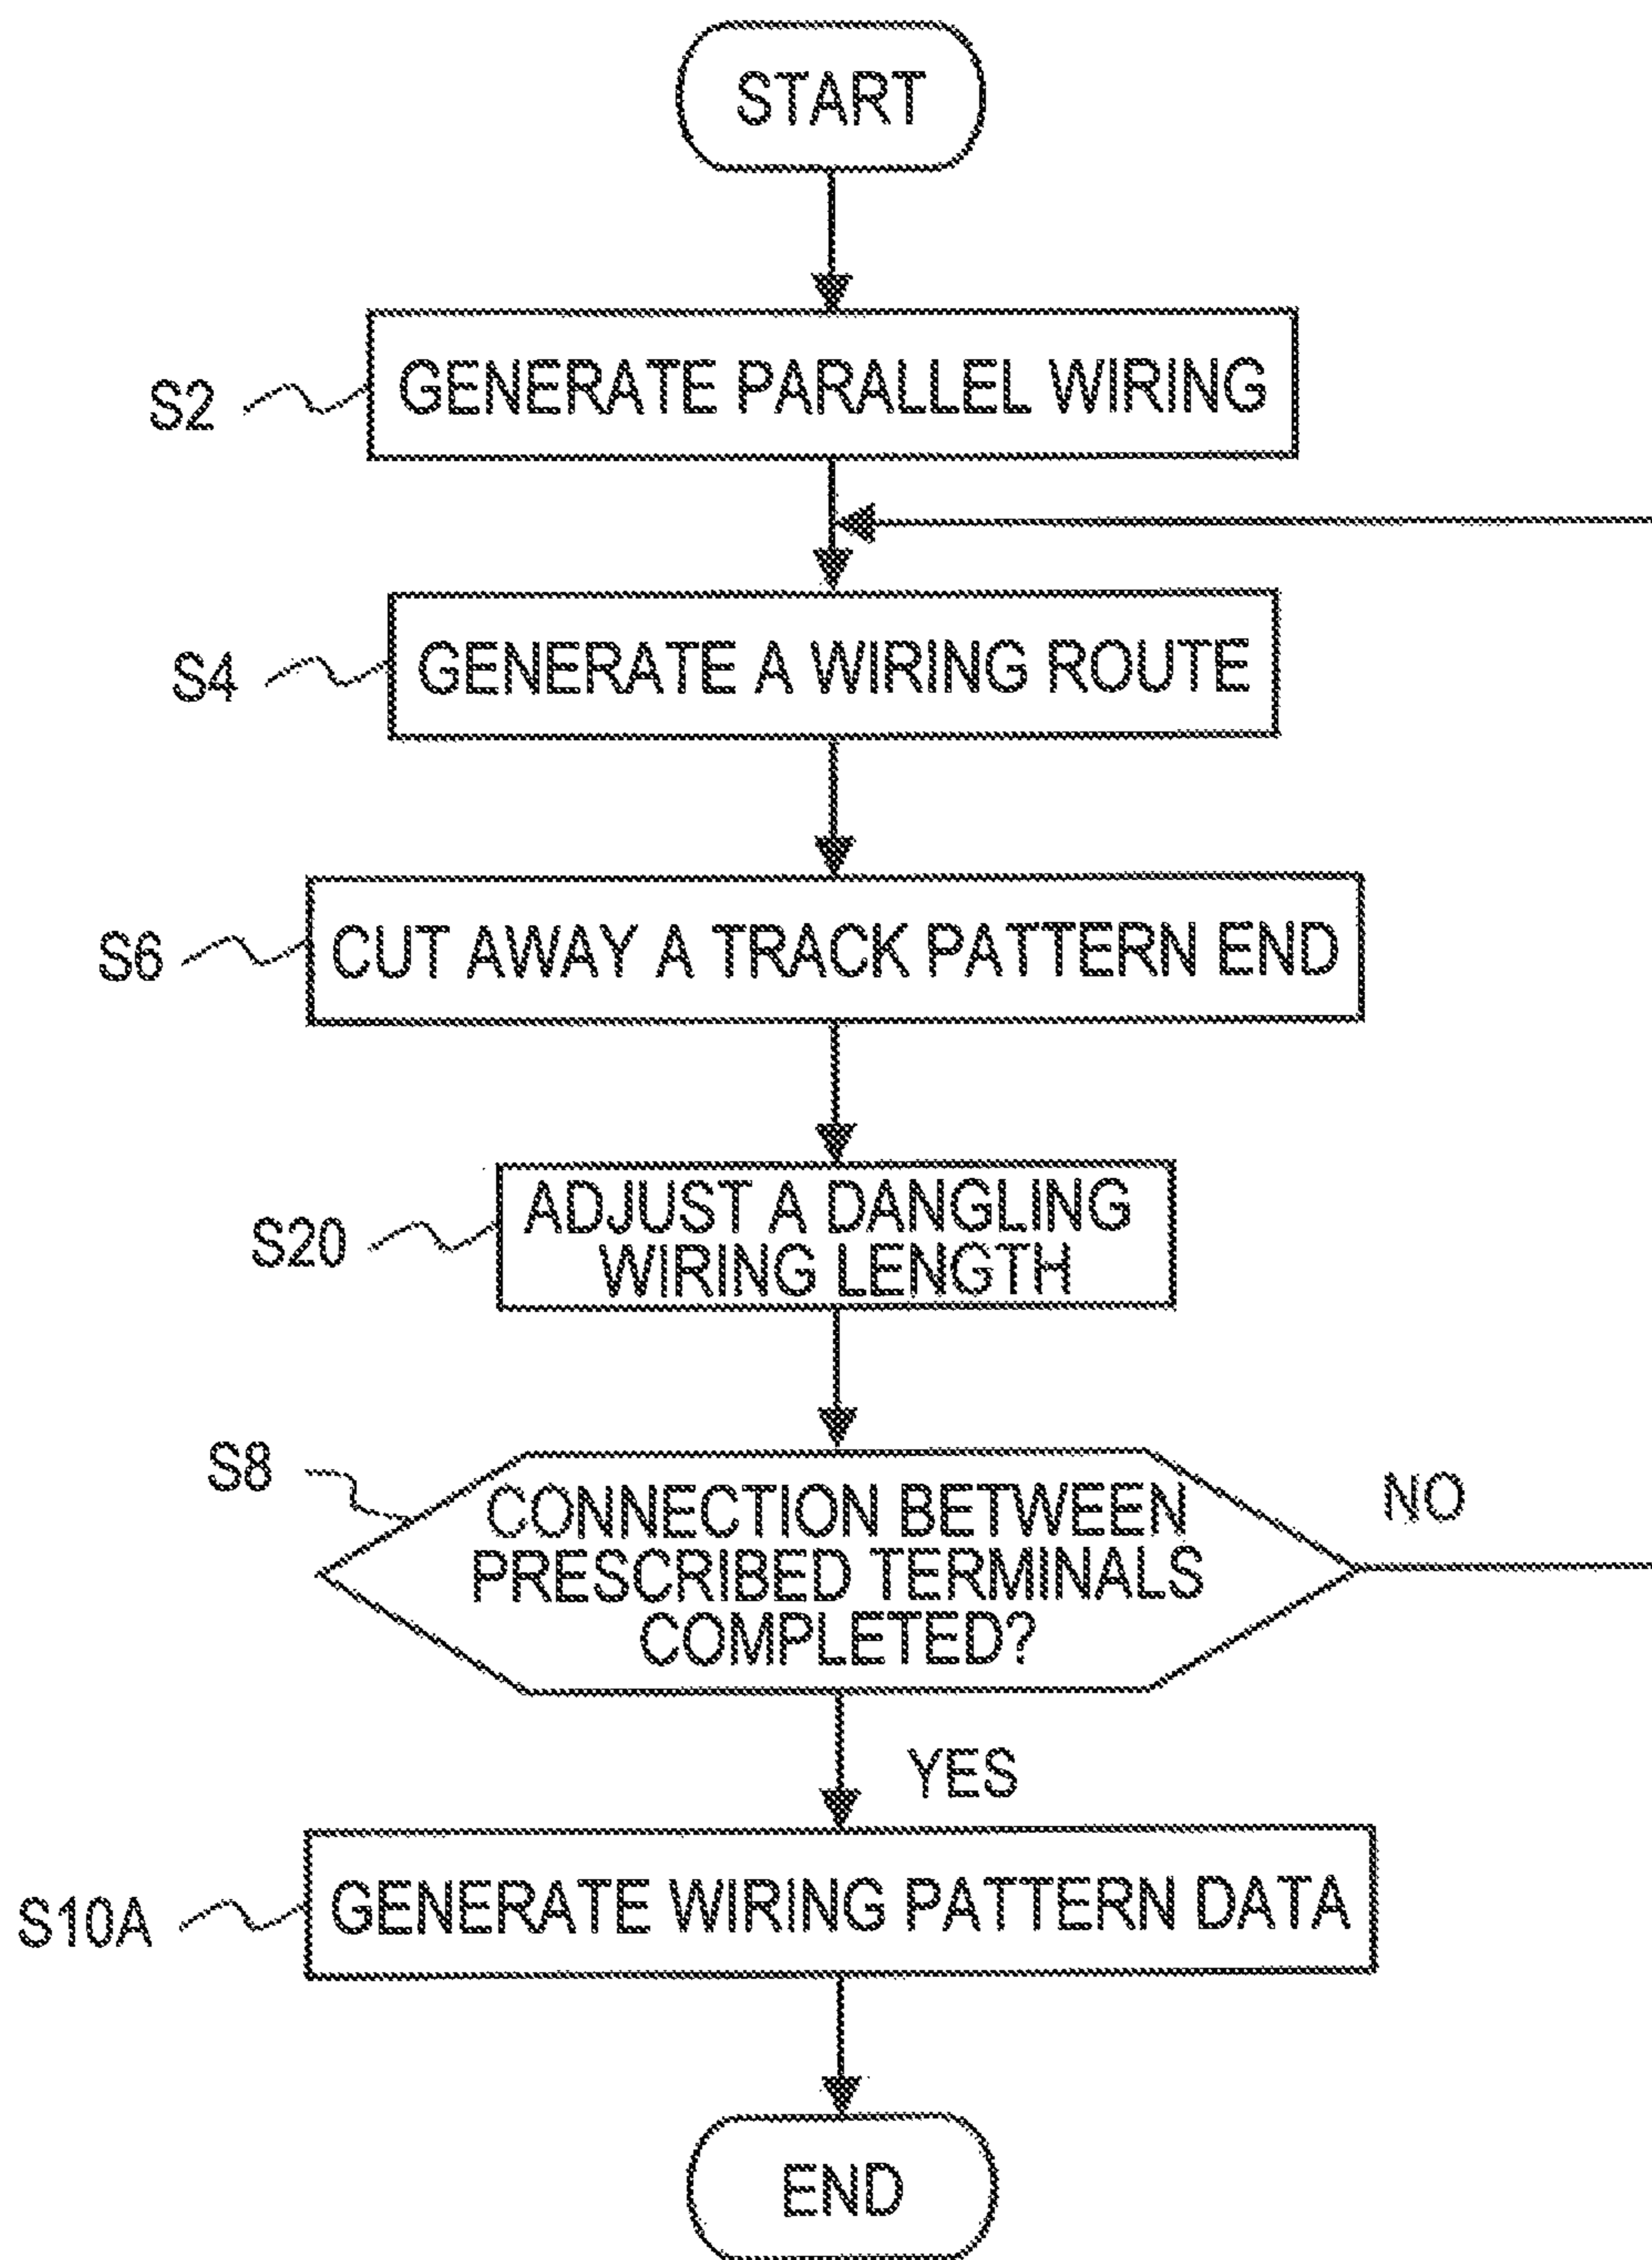 START
S2
GENERATE PARALLEL WIRING
S4
GENERATE A WIRING ROUTE
S6
CUT AWAY A TRACK PATTERN END
S20
ADJUST A DANGLING
WIRING LENGTH
S8
CONNECTION BETWEEN
PRESCRIBED TERMINALS
COMPLETED?
NO
YES
S10A
GENERATE WIRING PATTERN DATA
END